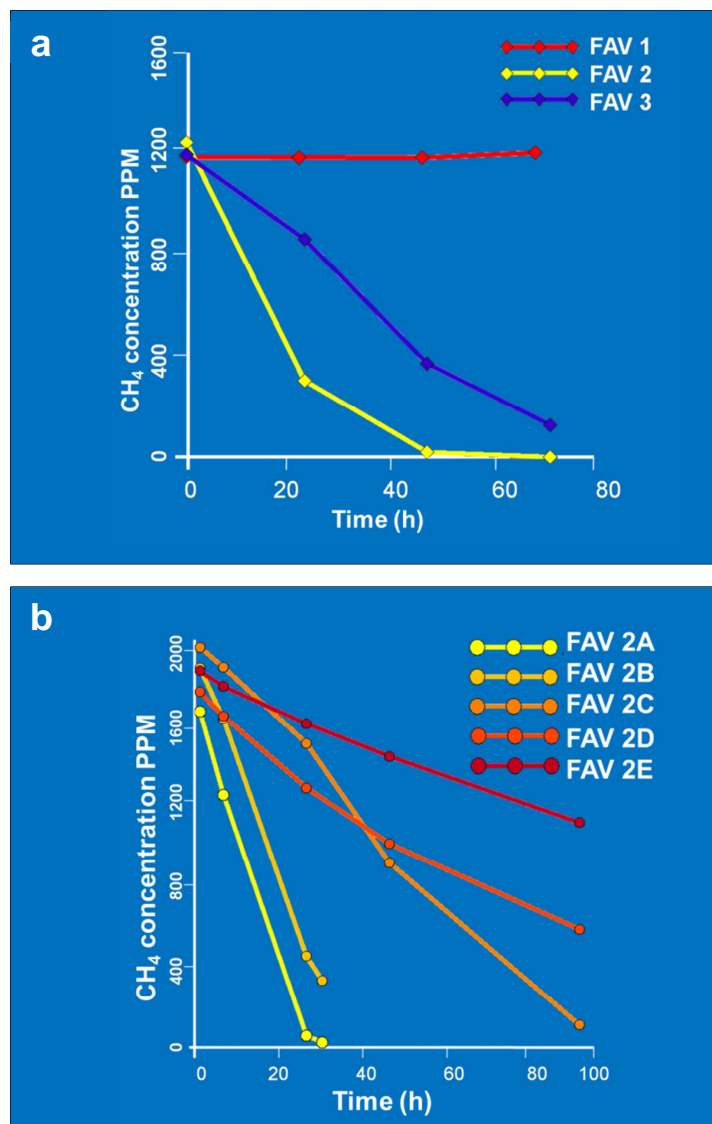 a
FAV 1
FAV 2
FAV 3
CH4 concentration PPM
1600
1200
800
400
0
0 20 40 60 80
Time (h)
b
FAV 2A
FAV 2B
FAV 2C
FAV 2D
FAV 2E
CH4 concentration PPM
2000
1600
1200
800
400
0
0 20 40 60 80 100
Time (h)